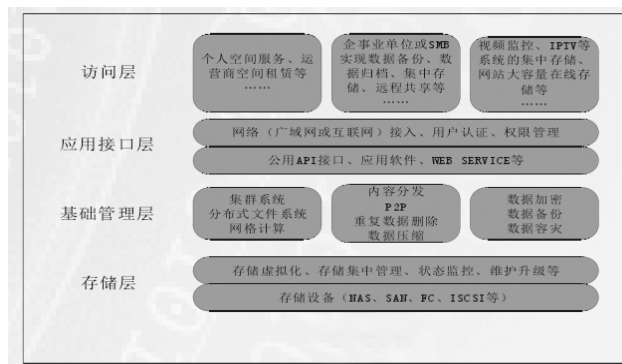 访问层
个人空间服务、运
营商空间租赁等
……
企事业单位或SMB
实现数据备份、数
据归档、集中存
储、远程共享等
……
视频监控、IPTV等
系统的集中存储、
网站大容量在线存
储等
……
应用接口层
网络（广域网或互联网）接入、用户认证、权限管理
公用API接口、应用软件、WEB SERVICE等
基础管理层
集群系统
分布式文件系统
网格计算
内容分发
P2P
重复数据删除
数据压缩
数据加密
数据备份
数据容灾
存储层
存储虚拟化、存储集中管理、状态监控、维护升级等
存储设备（NAS、SAN、FC、ISCSI等）